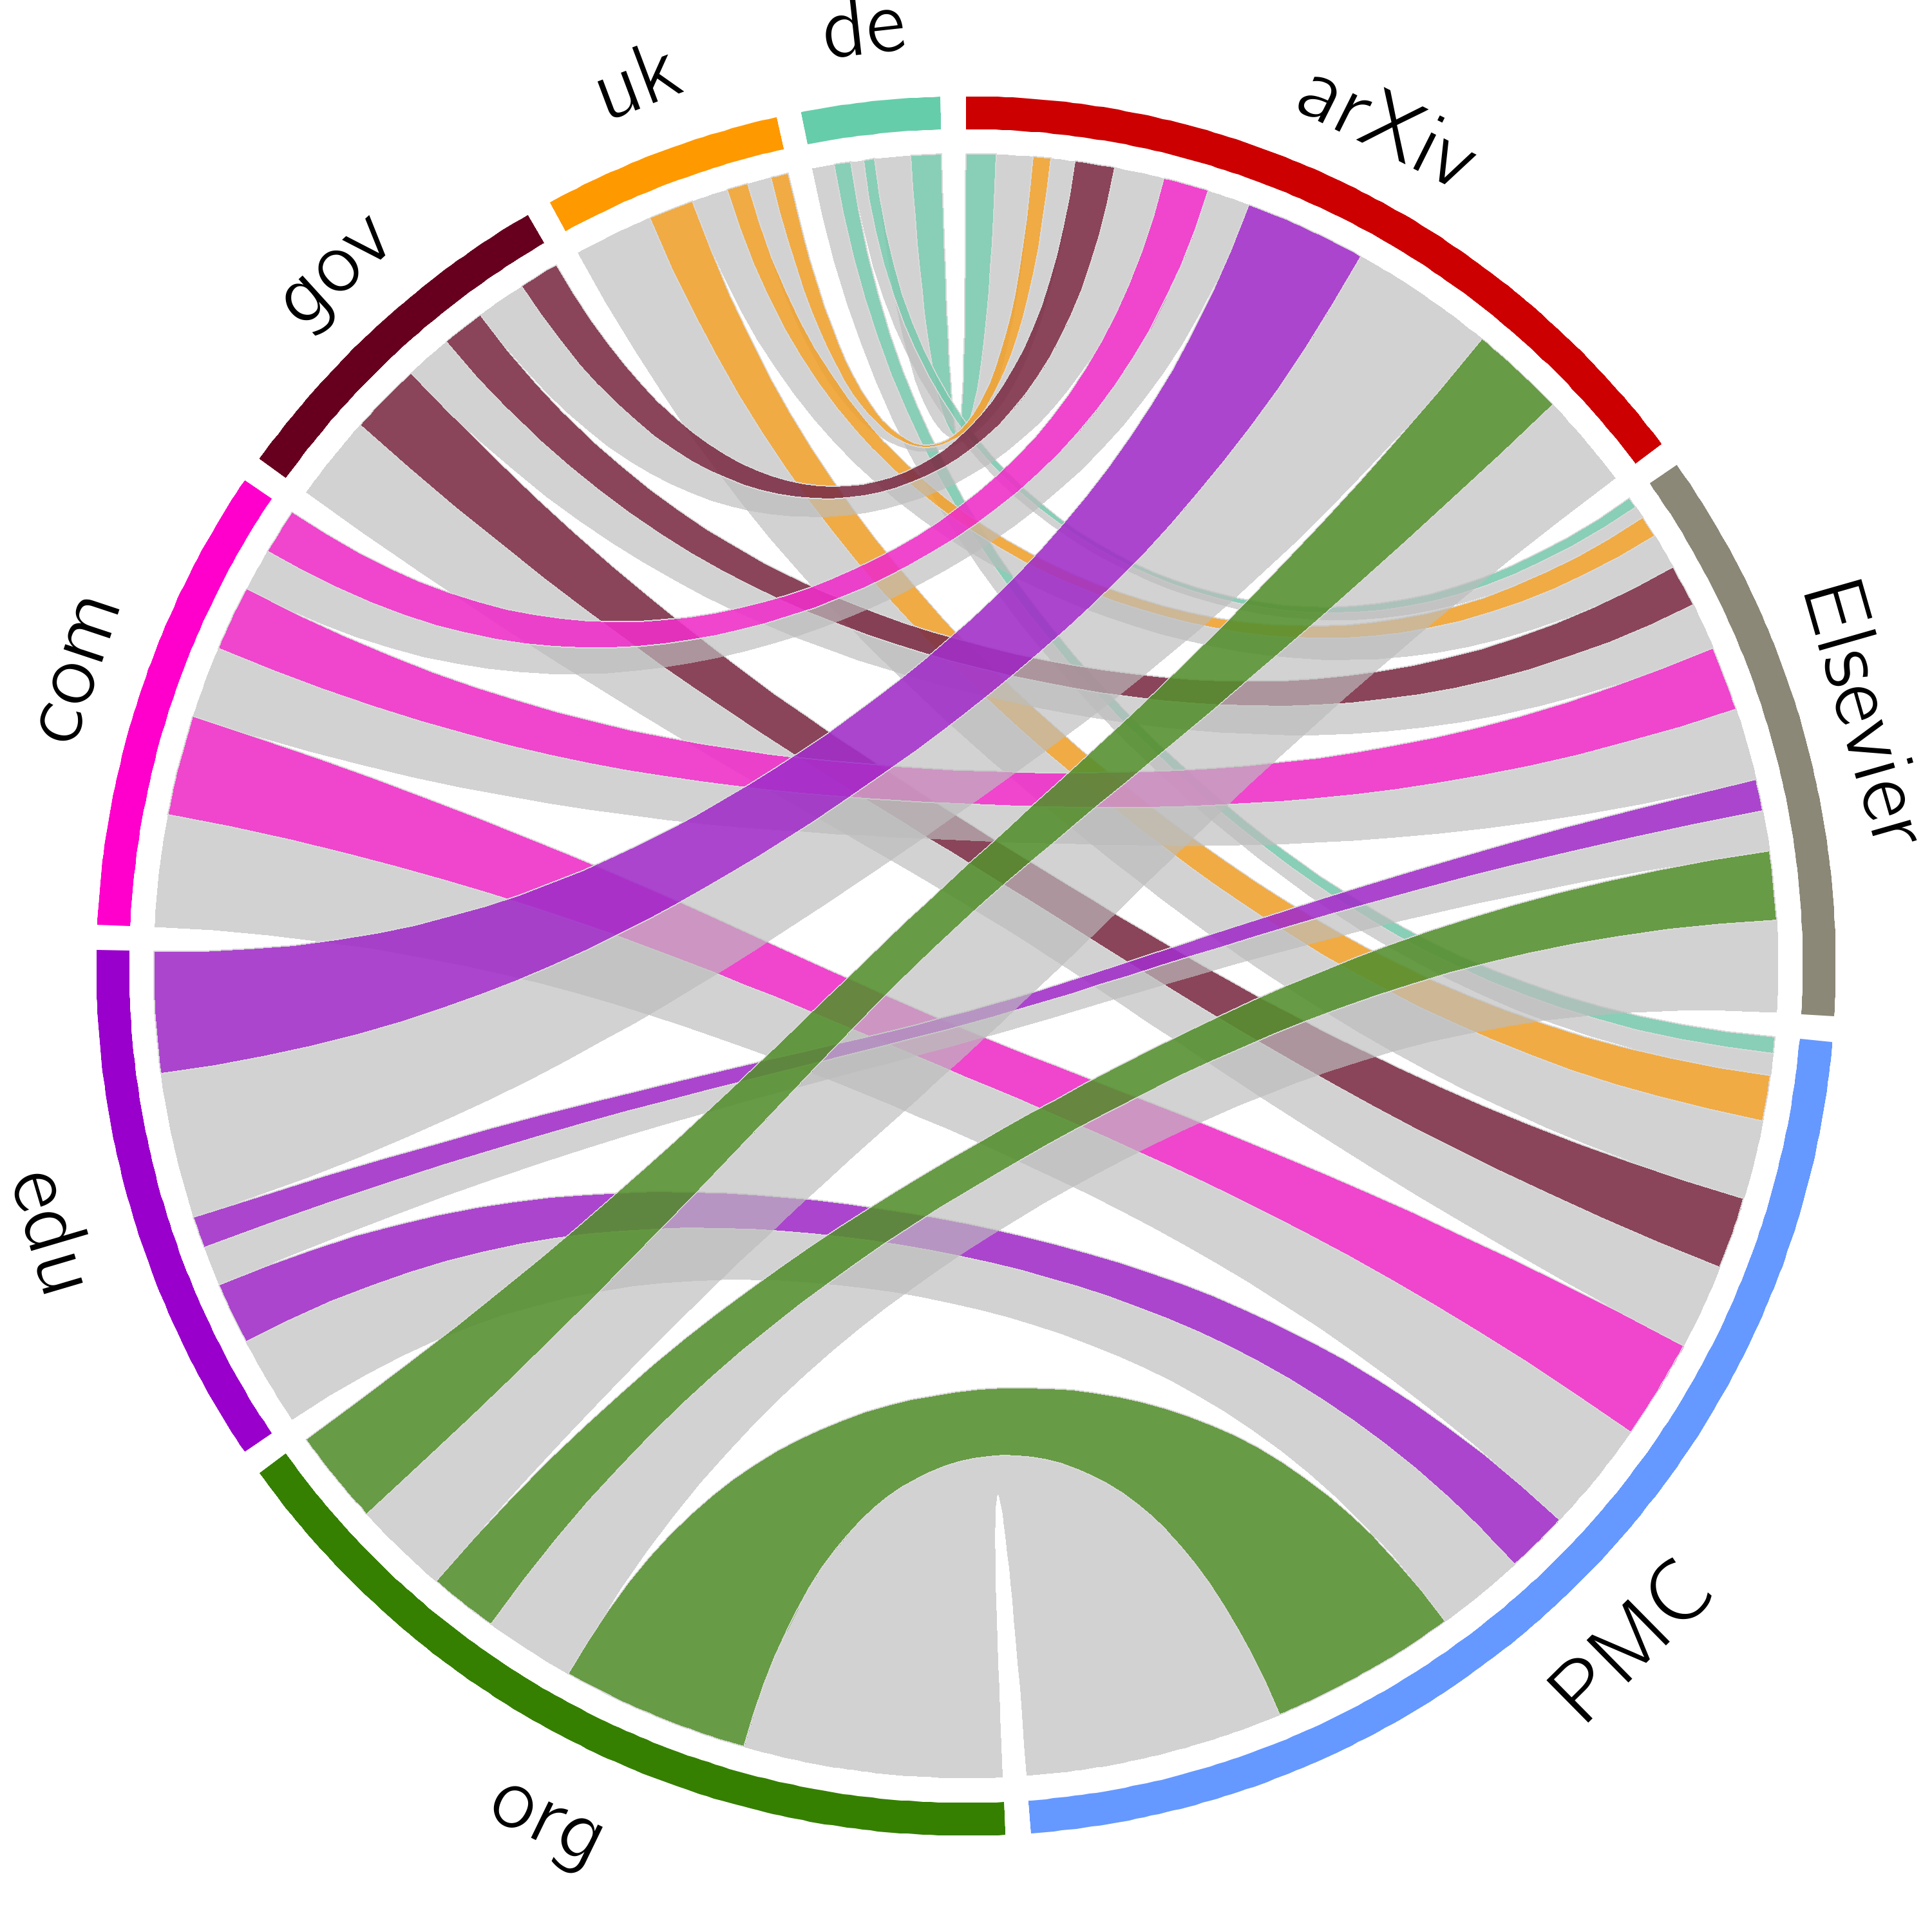 de
uk
arXiv
gov
com
Elsevier
edu
PMC
org